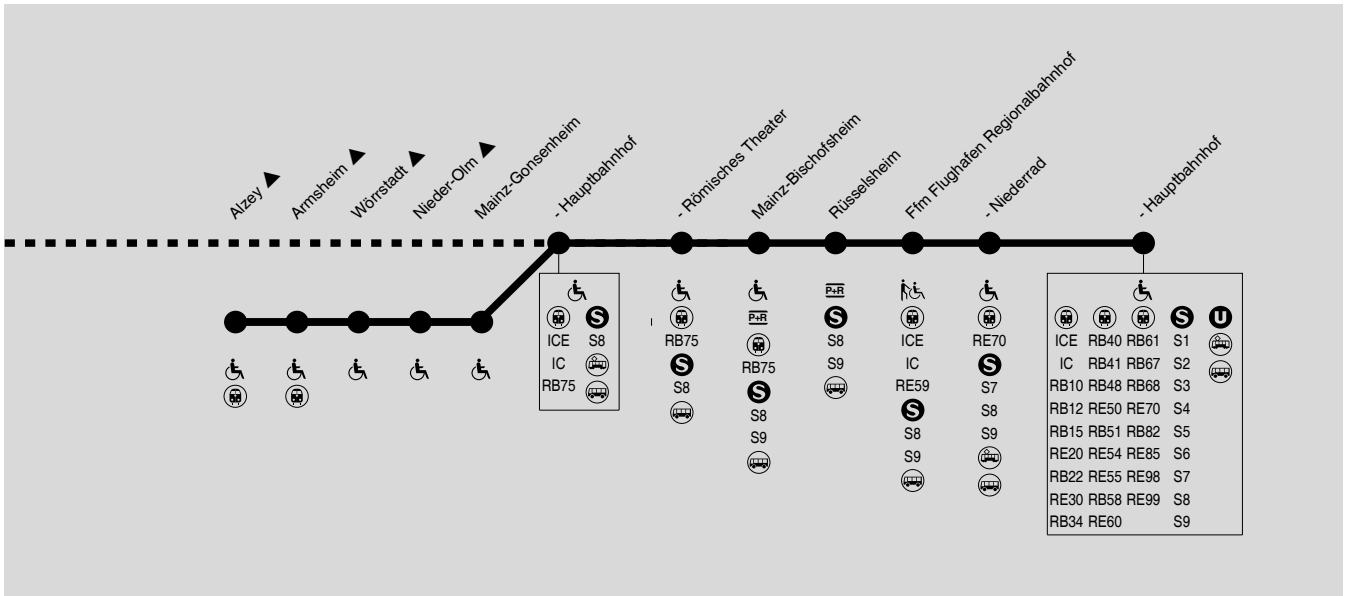 Alzey
Armsheim
Wörrstadt
Nieder-Olm
Mainz-Gonsenheim
- Hauptbahnhof
- Römisches Theater
Mainz-Bischofsheim
Rüsselsheim
Ffm Flughafen Regionalbahnhof
- Niederrad
- Hauptbahnhof
S
ICE S8
IC
RB75
RB75
S
S8
P+R
RB75
S
S8
S9
P+R
S
S8
S9
ICE
IC
RE59
S
S8
S9
RE70
S
S7
S8
S9
S U
ICE RB40 RB61 S1
IC RB41 RB67 S2
RB10 RB48 RB68 S3
RB12 RE50 RE70 S4
RB15 RB51 RB82 S5
RE20 RE54 RE85 S6
RB22 RE55 RE98 S7
RE30 RB58 RE99 S8
RB34 RE60 S9